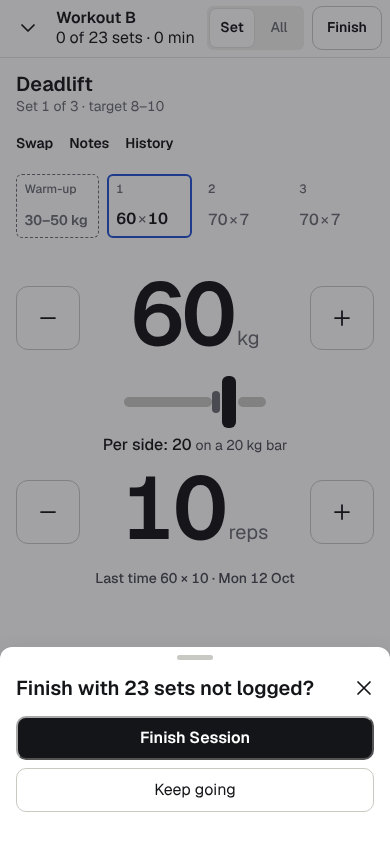 Workout B
0 of 23 sets · 0 min
Set
All
Finish
Deadlift
Set 1 of 3 · target 8–10
Swap Notes History
Warm-up
30–50 kg
1
60×10
2
70×7
3
70×7
−
60 kg
+
Per side: 20 on a 20 kg bar
−
10 reps
+
Last time 60 × 10 · Mon 12 Oct
Finish with 23 sets not logged?
Finish Session
Keep going